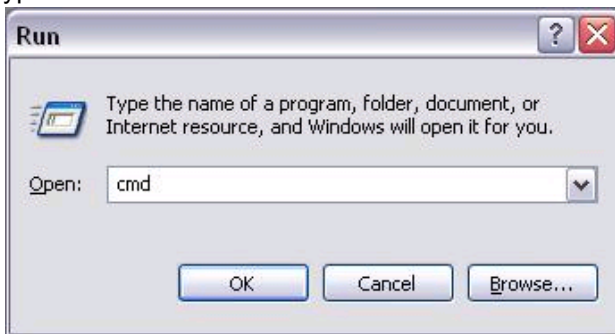 Run
Type the name of a program, folder, document, or
Internet resource, and Windows will open it for you.
Open: cmd
OK Cancel Browse...